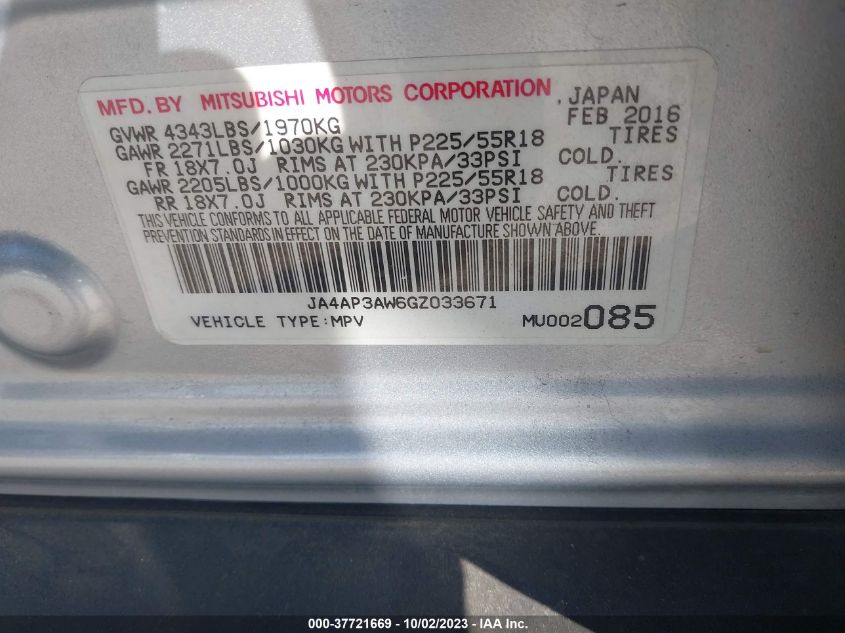 MFD. BY MITSUBISHI MOTORS CORPORATION, JAPAN
GVWR 4343LBS/1970KG FEB 2016
GAWR 2271LBS/1030KG WITH P225/55R18 TIRES
FR 18X7.0J RIMS AT 230KPA/33PSI COLD.
GAWR 2205LBS/1000KG WITH P225/55R18 TIRES
RR 18X7.0J RIMS AT 230KPA/33PSI COLD.
THIS VEHICLE CONFORMS TO ALL APPLICABLE FEDERAL MOTOR VEHICLE SAFETY AND THEFT
PREVENTION STANDARDS IN EFFECT ON THE DATE OF MANUFACTURE SHOWN ABOVE.
JA4AP3AW6GZ033671
VEHICLE TYPE:MPV MU002085
000-37721669 - 10/02/2023 - IAA Inc.